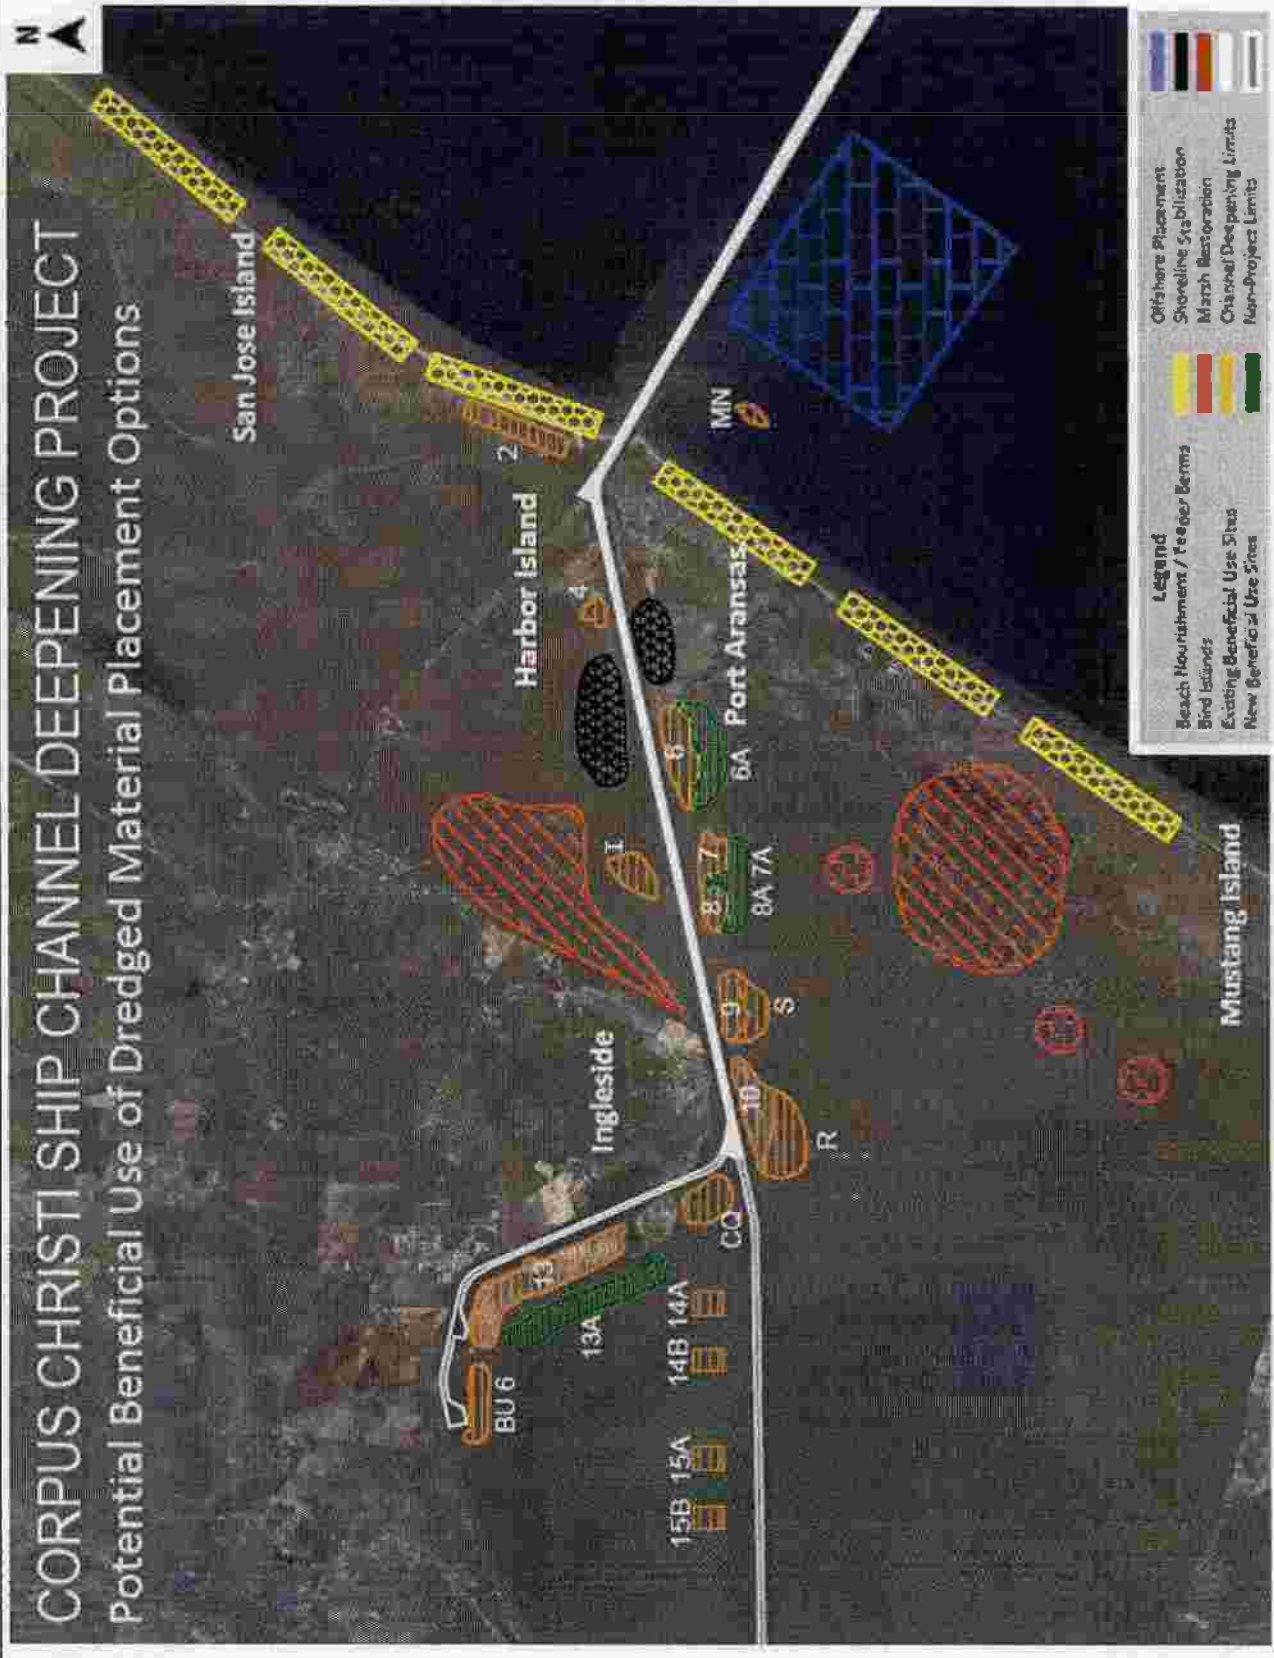 CORPUS CHRISTI SHIP CHANNEL DEEPENING PROJECT
Potential Beneficial Use of Dredged Material Placement Options
N
San Jose Island
2
Harbor Island
4
MN
Port Aransas
6
6A
I
7
8
8A 7A
9
S
10
R
Ingleside
CQ
13
13A
BU 6
14B 14A
15B 15A
Mustang Island
Legend
Beach Nourishment / Feeder Berms
Bird Islands
Existing Beneficial Use Sites
New Beneficial Use Sites
Offshore Placement
Shoreline Stabilization
Marsh Restoration
Channel Deepening Limits
Non-Project Limits